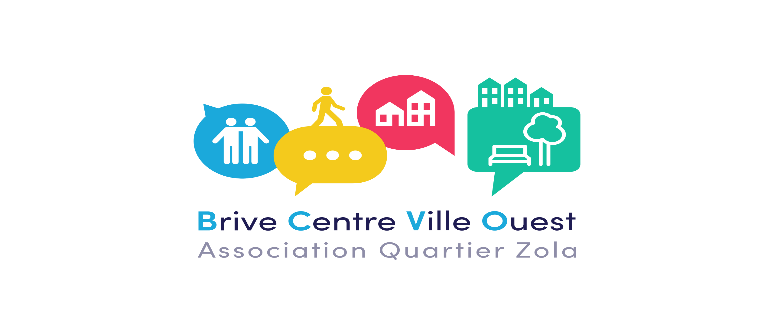 Brive Centre Ville Ouest
Association Quartier Zola